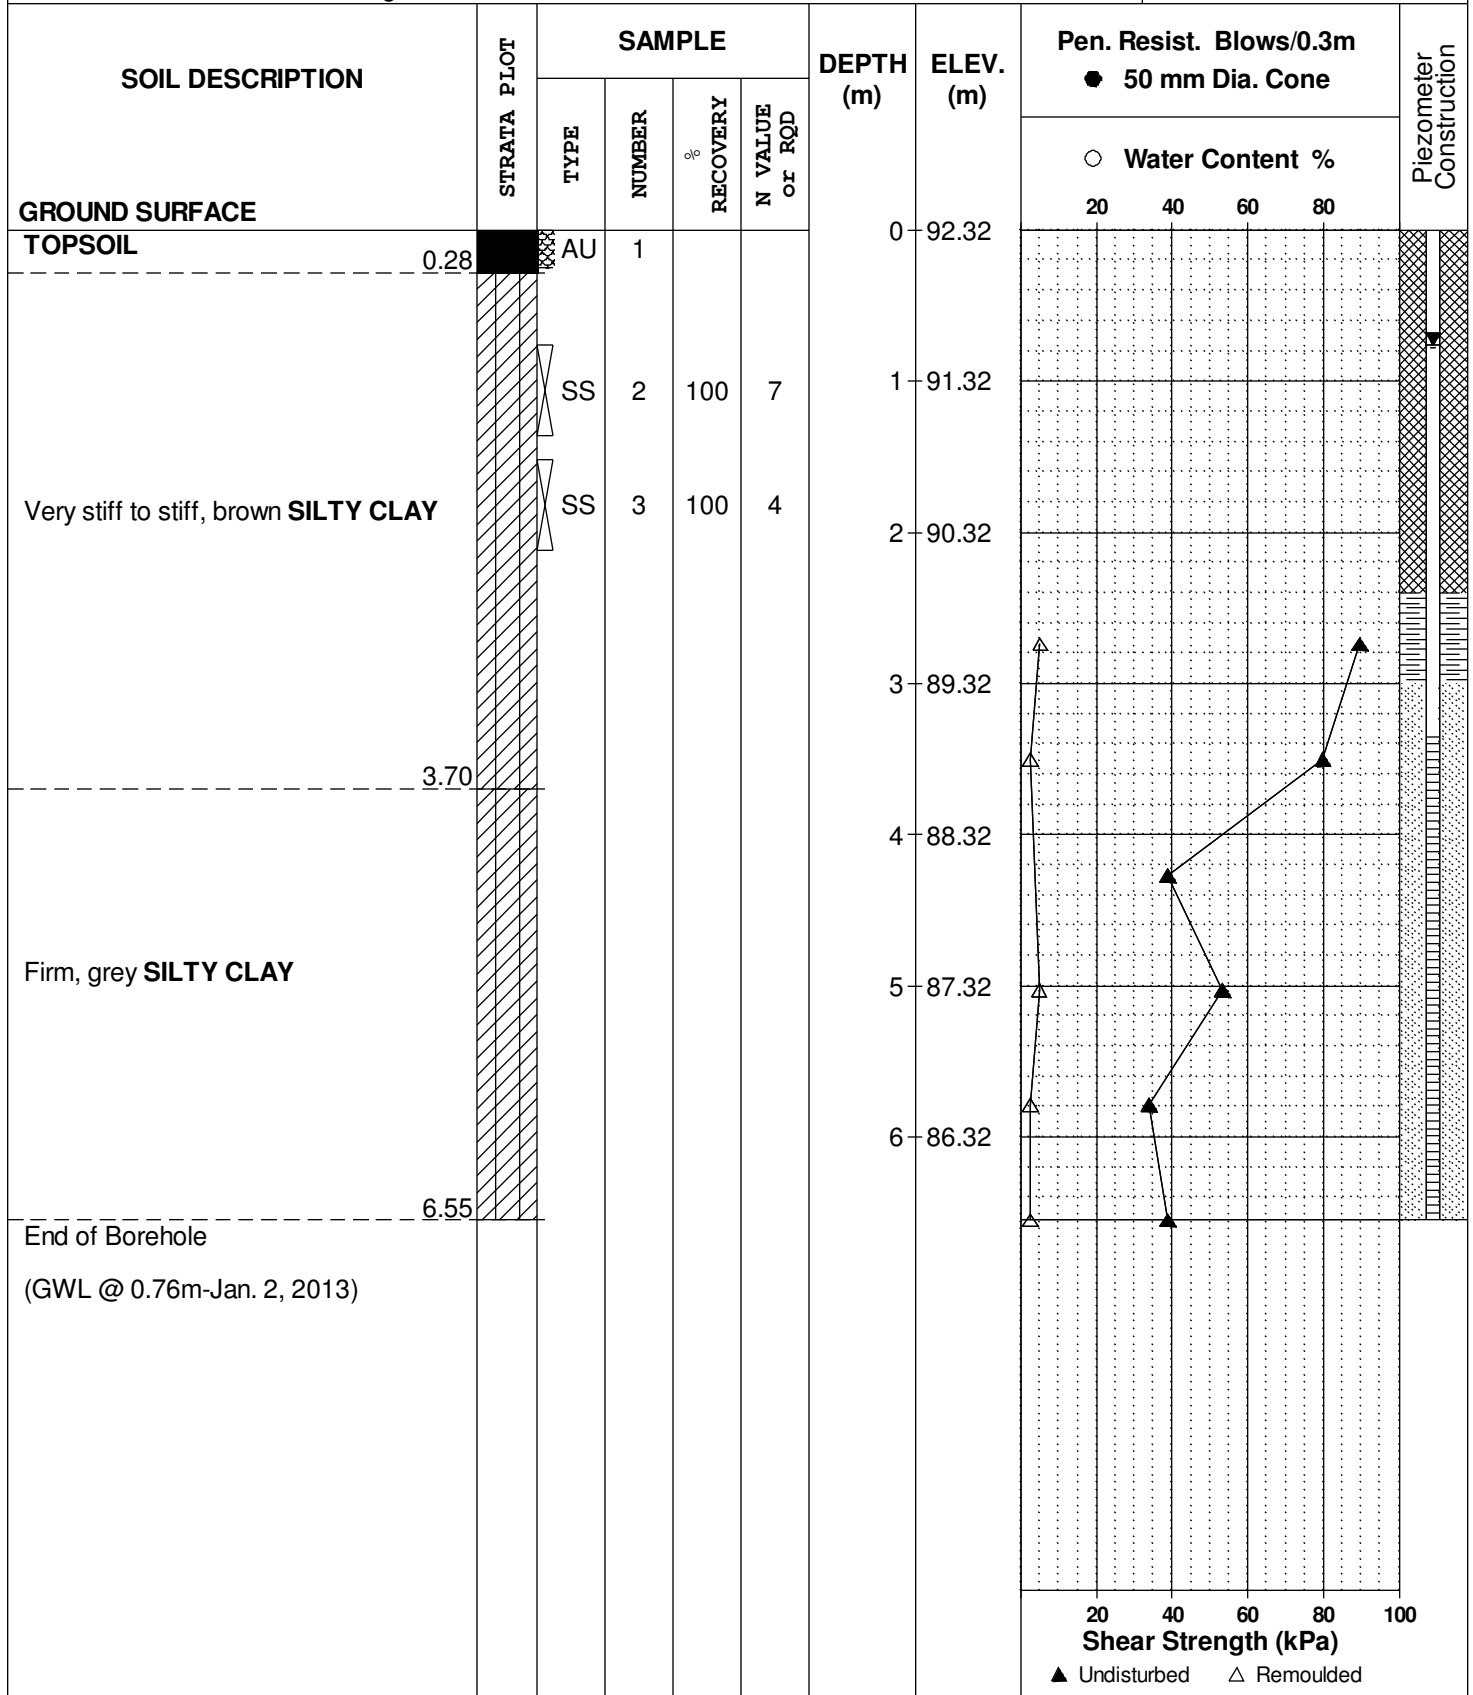 SOIL DESCRIPTION
STRATA PLOT
SAMPLE
TYPE
NUMBER
%
RECOVERY
N VALUE
or RQD
DEPTH
(m)
ELEV.
(m)
Pen. Resist. Blows/0.3m
● 50 mm Dia. Cone
○ Water Content %
20 40 60 80
Piezometer
Construction
GROUND SURFACE
TOPSOIL
0.28
AU 1
0 92.32
SS 2 100 7
1 91.32
Very stiff to stiff, brown SILTY CLAY
SS 3 100 4
2 90.32
3 89.32
3.70
4 88.32
Firm, grey SILTY CLAY
5 87.32
6 86.32
6.55
End of Borehole
(GWL @ 0.76m-Jan. 2, 2013)
20 40 60 80 100
Shear Strength (kPa)
▲ Undisturbed △ Remoulded